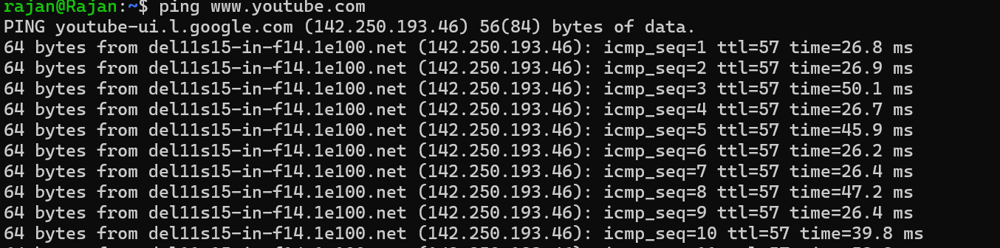 rajan@Rajan:~$ ping www.youtube.com
PING youtube-ui.l.google.com (142.250.193.46) 56(84) bytes of data.
64 bytes from del11s15-in-f14.1e100.net (142.250.193.46): icmp_seq=1 ttl=57 time=26.8 ms
64 bytes from del11s15-in-f14.1e100.net (142.250.193.46): icmp_seq=2 ttl=57 time=26.9 ms
64 bytes from del11s15-in-f14.1e100.net (142.250.193.46): icmp_seq=3 ttl=57 time=50.1 ms
64 bytes from del11s15-in-f14.1e100.net (142.250.193.46): icmp_seq=4 ttl=57 time=26.7 ms
64 bytes from del11s15-in-f14.1e100.net (142.250.193.46): icmp_seq=5 ttl=57 time=45.9 ms
64 bytes from del11s15-in-f14.1e100.net (142.250.193.46): icmp_seq=6 ttl=57 time=26.2 ms
64 bytes from del11s15-in-f14.1e100.net (142.250.193.46): icmp_seq=7 ttl=57 time=26.4 ms
64 bytes from del11s15-in-f14.1e100.net (142.250.193.46): icmp_seq=8 ttl=57 time=47.2 ms
64 bytes from del11s15-in-f14.1e100.net (142.250.193.46): icmp_seq=9 ttl=57 time=26.4 ms
64 bytes from del11s15-in-f14.1e100.net (142.250.193.46): icmp_seq=10 ttl=57 time=39.8 ms